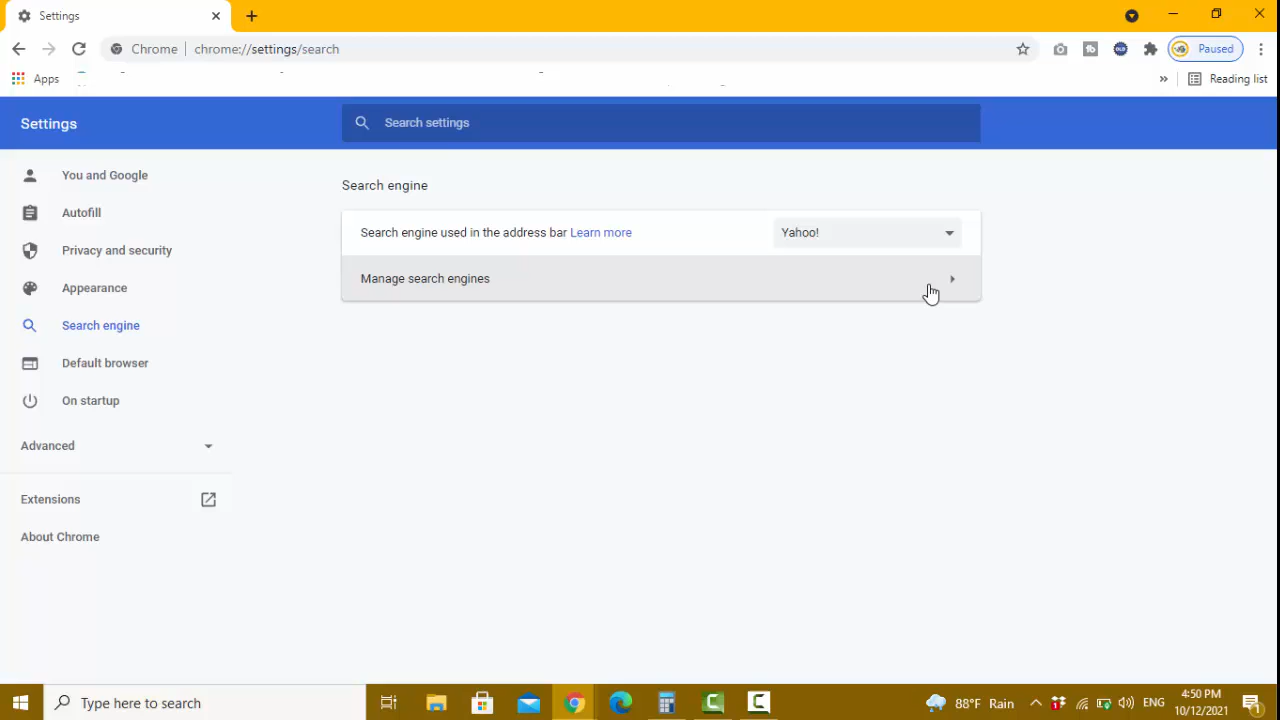 Settings
Chrome
chrome://settings/search
Paused
Apps
Reading list
Settings
Search settings
You and Google
Autofill
Privacy and security
Appearance
Search engine
Default browser
On startup
Advanced
Extensions
About Chrome
Search engine
Search engine used in the address bar Learn more
Yahoo!
Manage search engines
Type here to search
88°F Rain
ENG
4:50 PM
10/12/2021
1